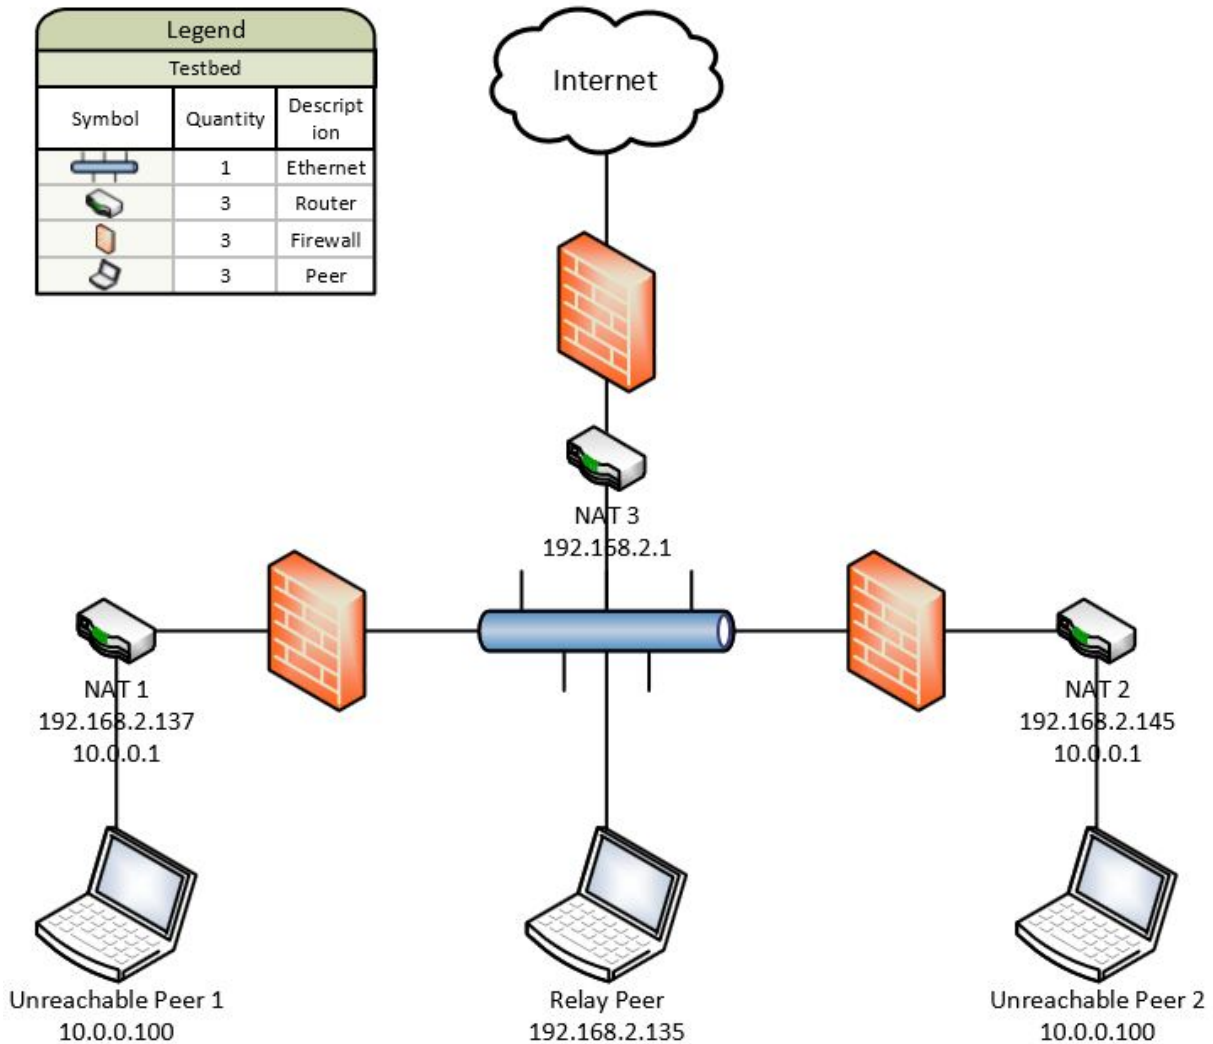 Legend
Testbed
Symbol Quantity Descript
ion
1 Ethernet
3 Router
3 Firewall
3 Peer
Internet
NAT 3
192.168.2.1
NAT 1
192.168.2.137
10.0.0.1
NAT 2
192.168.2.145
10.0.0.1
Unreachable Peer 1
10.0.0.100
Relay Peer
192.168.2.135
Unreachable Peer 2
10.0.0.100